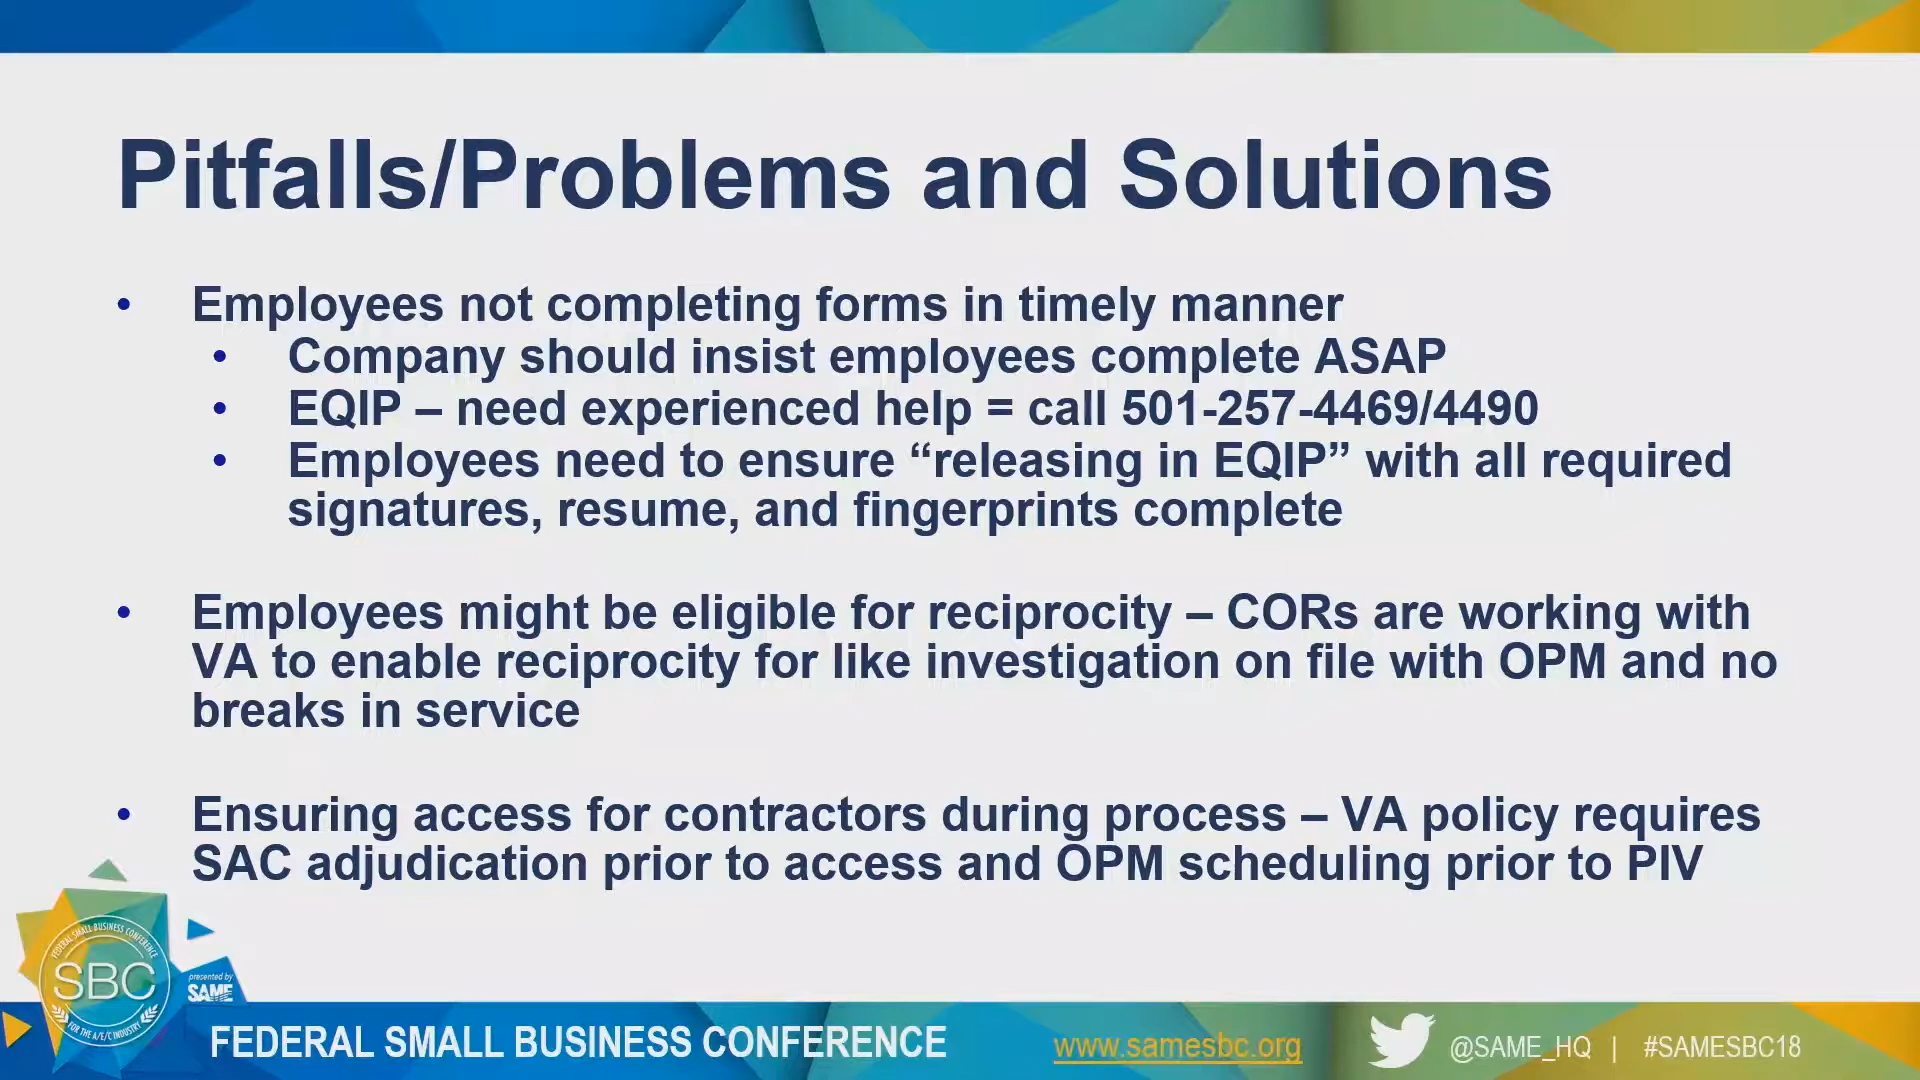 Pitfalls/Problems and Solutions
• Employees not completing forms in timely manner
• Company should insist employees complete ASAP
• EQIP – need experienced help = call 501-257-4469/4490
• Employees need to ensure “releasing in EQIP” with all required
signatures, resume, and fingerprints complete
• Employees might be eligible for reciprocity – CORs are working with
VA to enable reciprocity for like investigation on file with OPM and no
breaks in service
• Ensuring access for contractors during process – VA policy requires
SAC adjudication prior to access and OPM scheduling prior to PIV
FEDERAL SMALL BUSINESS CONFERENCE
SBC
FOR THE A/E/C INDUSTRY
presented by
SAME
FEDERAL SMALL BUSINESS CONFERENCE
www.samesbc.org
@SAME_HQ | #SAMESBC18